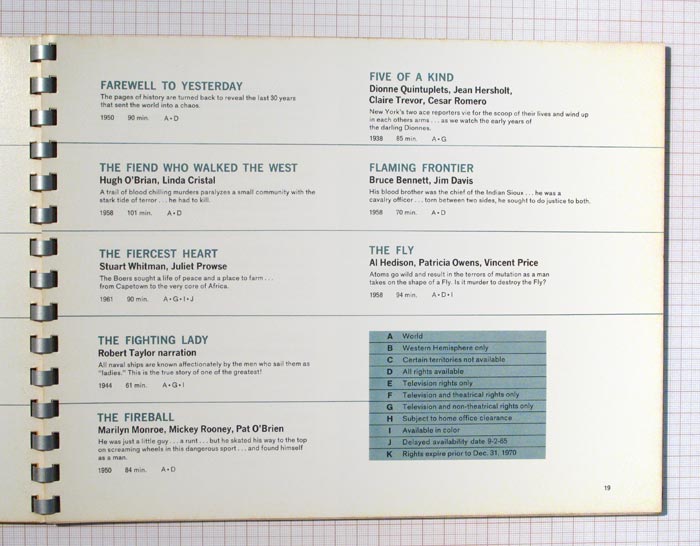 FAREWELL TO YESTERDAY
The pages of history are turned back to reveal the last 30 years
that sent the world into a chaos.
1950 90 min. A • D
THE FIEND WHO WALKED THE WEST
Hugh O'Brian, Linda Cristal
A trail of blood chilling murders paralyzes a small community with the
stark tide of terror . . . he had to kill.
1958 101 min. A • D
THE FIERCEST HEART
Stuart Whitman, Juliet Prowse
The Boers sought a life of peace and a place to farm . . .
from Capetown to the very core of Africa.
1961 90 min. A • G • I • J
THE FIGHTING LADY
Robert Taylor narration
All naval ships are known affectionately by the men who sail them as
"ladies." This is the true story of one of the greatest!
1944 61 min. A • G • I
THE FIREBALL
Marilyn Monroe, Mickey Rooney, Pat O'Brien
He was just a little guy . . . a runt . . . but he skated his way to the top
on screaming wheels in this dangerous sport . . . and found himself
as a man.
1950 84 min. A • D
FIVE OF A KIND
Dionne Quintuplets, Jean Hersholt,
Claire Trevor, Cesar Romero
New York's two ace reporters vie for the scoop of their lives and wind up
in each others arms . . . as we watch the early years of
the darling Dionnes.
1938 85 min. A • G
FLAMING FRONTIER
Bruce Bennett, Jim Davis
His blood brother was the chief of the Indian Sioux . . . he was a
cavalry officer . . . torn between two sides, he sought to do justice to both.
1958 70 min. A • D
THE FLY
Al Hedison, Patricia Owens, Vincent Price
Atoms go wild and result in the terrors of mutation as a man
takes on the shape of a Fly. Is it murder to destroy the Fly?
1958 94 min. A • D • I
A World
B Western Hemisphere only
C Certain territories not available
D All rights available
E Television rights only
F Television and theatrical rights only
G Television and non-theatrical rights only
H Subject to home office clearance
I Available in color
J Delayed availability date 9-2-65
K Rights expire prior to Dec. 31, 1970
19